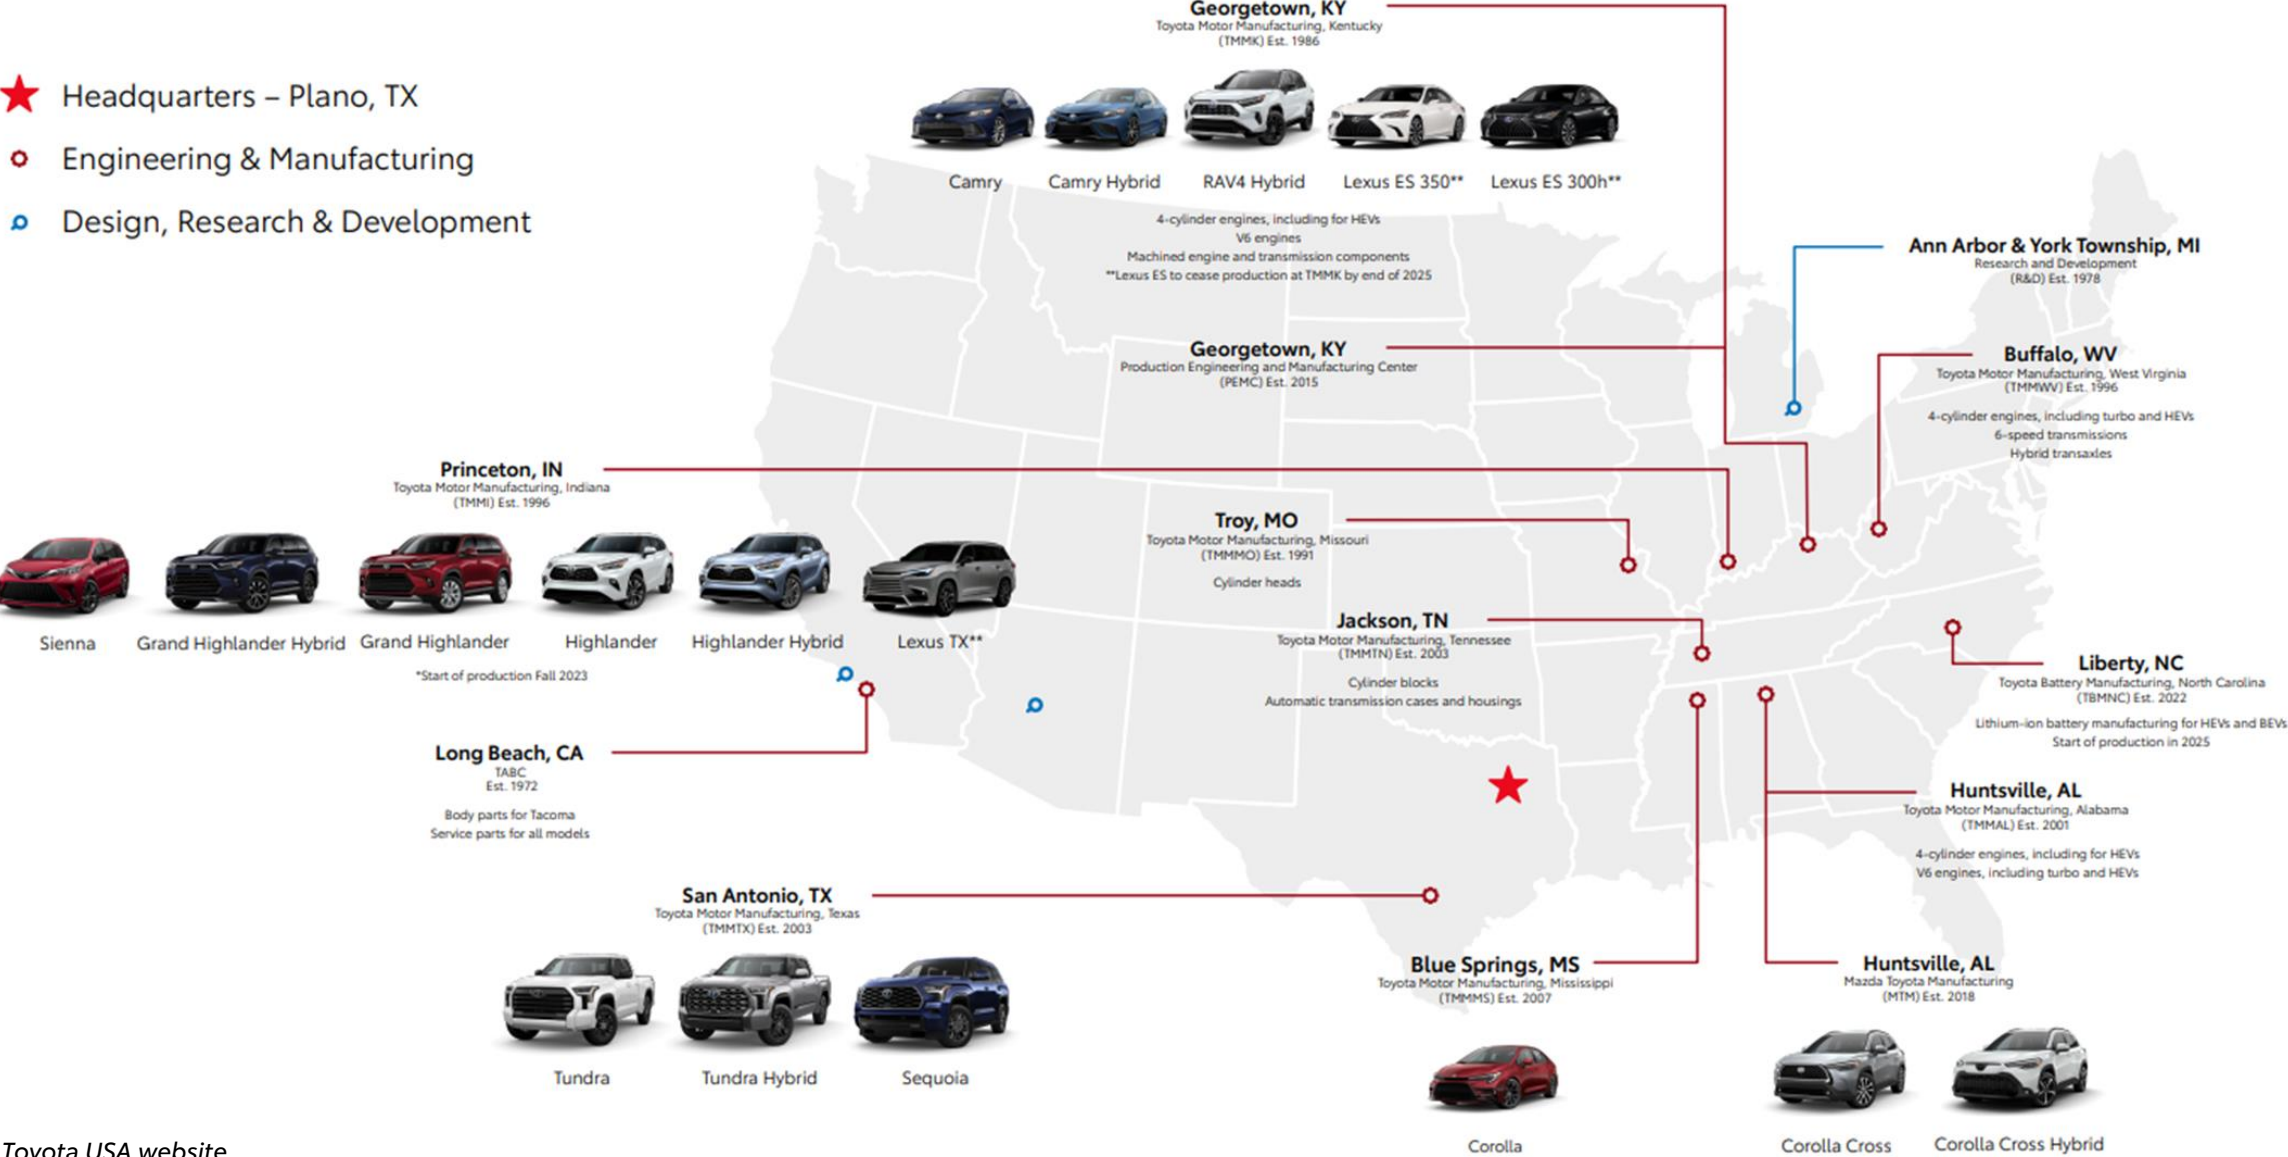 Headquarters – Plano, TX
Engineering & Manufacturing
Design, Research & Development
Georgetown, KY
Toyota Motor Manufacturing, Kentucky
(TMMK) Est. 1986
Camry
Camry Hybrid
RAV4 Hybrid
Lexus ES 350**
Lexus ES 300h**
4-cylinder engines, including for HEVs
V6 engines
Machined engine and transmission components
**Lexus ES to cease production at TMMK by end of 2025
Georgetown, KY
Production Engineering and Manufacturing Center
(PEMC) Est. 2015
Ann Arbor & York Township, MI
Research and Development
(R&D) Est. 1978
Buffalo, WV
Toyota Motor Manufacturing, West Virginia
(TMMWV) Est. 1996
4-cylinder engines, including turbo and HEVs
6-speed transmissions
Hybrid transaxles
Princeton, IN
Toyota Motor Manufacturing, Indiana
(TMMI) Est. 1996
Sienna
Grand Highlander Hybrid
Grand Highlander
Highlander
Highlander Hybrid
Lexus TX**
*Start of production Fall 2023
Troy, MO
Toyota Motor Manufacturing, Missouri
(TMMMO) Est. 1991
Cylinder heads
Jackson, TN
Toyota Motor Manufacturing, Tennessee
(TMMTN) Est. 2003
Cylinder blocks
Automatic transmission cases and housings
Liberty, NC
Toyota Battery Manufacturing, North Carolina
(TBMNC) Est. 2022
Lithium-ion battery manufacturing for HEVs and BEVs
Start of production in 2025
Long Beach, CA
TABC
Est. 1972
Body parts for Tacoma
Service parts for all models
Huntsville, AL
Toyota Motor Manufacturing, Alabama
(TMMAL) Est. 2001
4-cylinder engines, including for HEVs
V6 engines, including turbo and HEVs
San Antonio, TX
Toyota Motor Manufacturing, Texas
(TMMTX) Est. 2003
Tundra
Tundra Hybrid
Sequoia
Blue Springs, MS
Toyota Motor Manufacturing, Mississippi
(TMMMS) Est. 2007
Corolla
Huntsville, AL
Mazda Toyota Manufacturing
(MTM) Est. 2018
Corolla Cross
Corolla Cross Hybrid
Toyota USA website